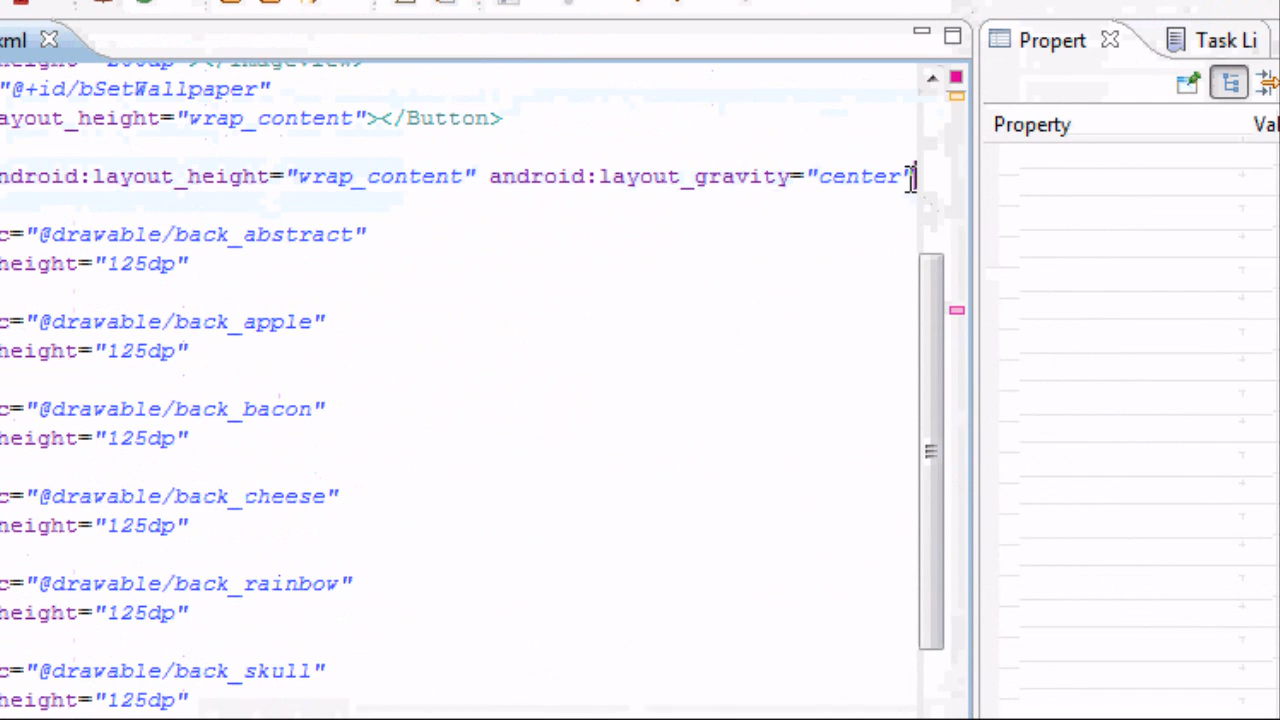 xml
Propert
Task Li
"@+id/bSetWallpaper"
ayout_height="wrap_content"></Button>
Property
Val
ndroid:layout_height="wrap_content" android:layout_gravity="center"
c="@drawable/back_abstract"
height="125dp"
c="@drawable/back_apple"
height="125dp"
c="@drawable/back_bacon"
height="125dp"
c="@drawable/back_cheese"
height="125dp"
c="@drawable/back_rainbow"
height="125dp"
c="@drawable/back_skull"
height="125dp"